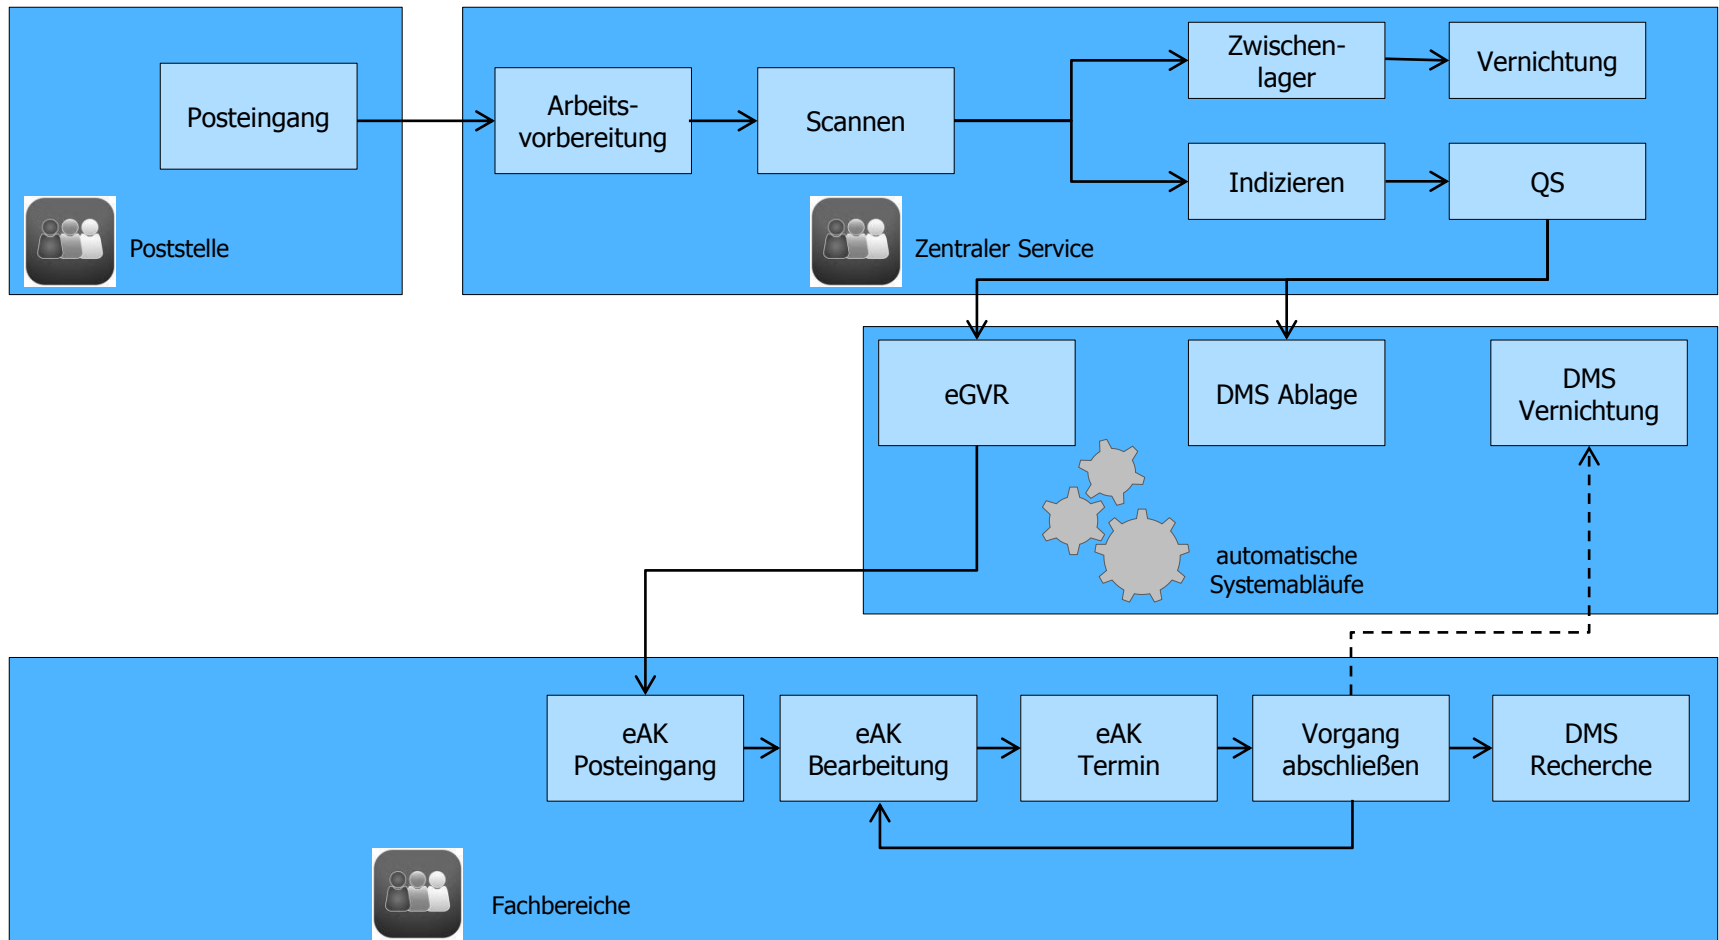 Posteingang
Poststelle
Arbeits-
vorbereitung
Scannen
Zwischen-
lager
Vernichtung
Indizieren
QS
Zentraler Service
eGVR
DMS Ablage
DMS
Vernichtung
automatische
Systemabläufe
eAK
Posteingang
eAK
Bearbeitung
eAK
Termin
Vorgang
abschließen
DMS
Recherche
Fachbereiche